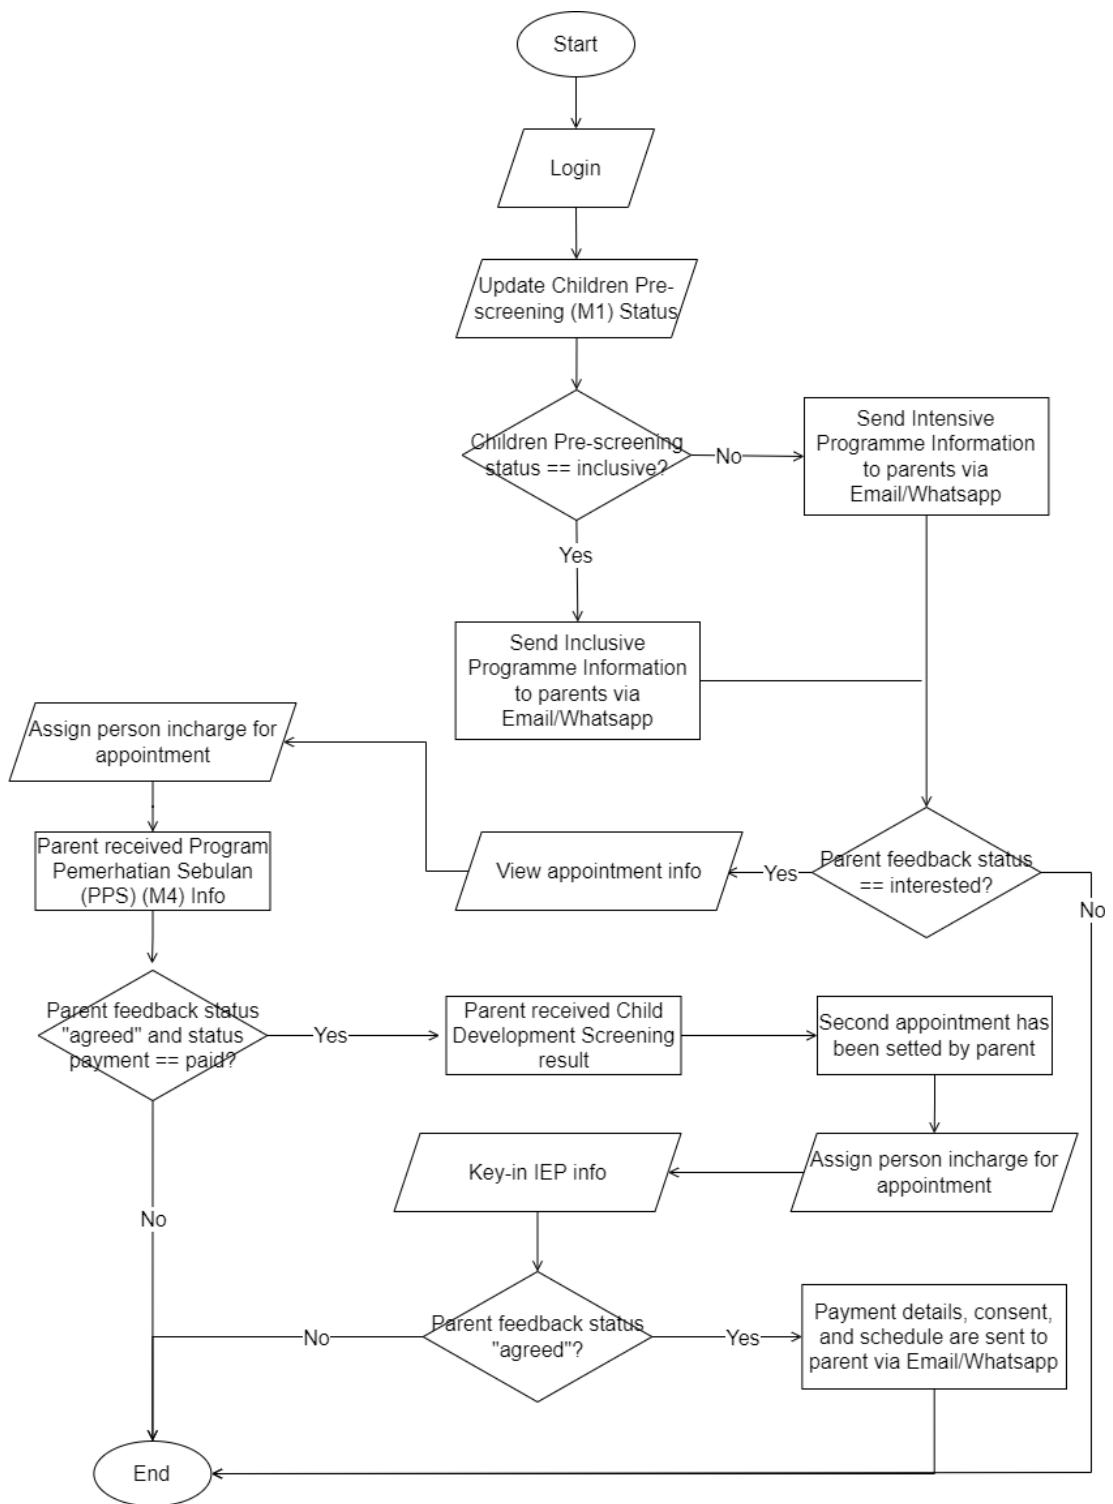 Start
Login
Update Children Pre-
screening (M1) Status
Children Pre-screening
status == inclusive?
No
Send Intensive
Programme Information
to parents via
Email/Whatsapp
Yes
Send Inclusive
Programme Information
to parents via
Email/Whatsapp
Assign person incharge for
appointment
Parent received Program
Pemerhatian Sebulan
(PPS) (M4) Info
View appointment info
Yes
Parent feedback status
== interested?
No
Parent feedback status
"agreed" and status
payment == paid?
Yes
Parent received Child
Development Screening
result
Second appointment has
been setted by parent
Assign person incharge for
appointment
Key-in IEP info
No
Parent feedback status
"agreed"?
No
Yes
Payment details, consent,
and schedule are sent to
parent via Email/Whatsapp
End